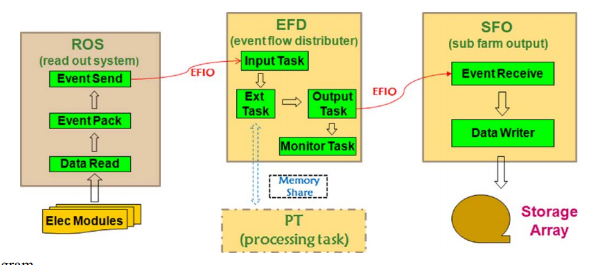 ROS
(read out system)
Event Send
Event Pack
Data Read
Elec Modules
EFIO
EFD
(event flow distributer)
Input Task
Ext
Task
Output
Task
Monitor Task
Memory
Share
PT
(processing task)
EFIO
SFO
(sub farm output)
Event Receive
Data Writer
Storage
Array